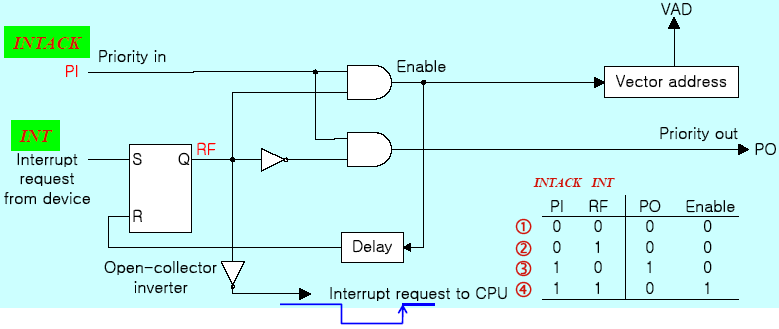 VAD
INTACK
Priority in
PI
Enable
Vector address
INT
Interrupt
request
from device
S
Q
RF
R
Priority out
PO
Delay
Open-collector
inverter
Interrupt request to CPU
INTACK INT
PI RF PO Enable
① 0 0 0 0
② 0 1 0 0
③ 1 0 1 0
④ 1 1 0 1